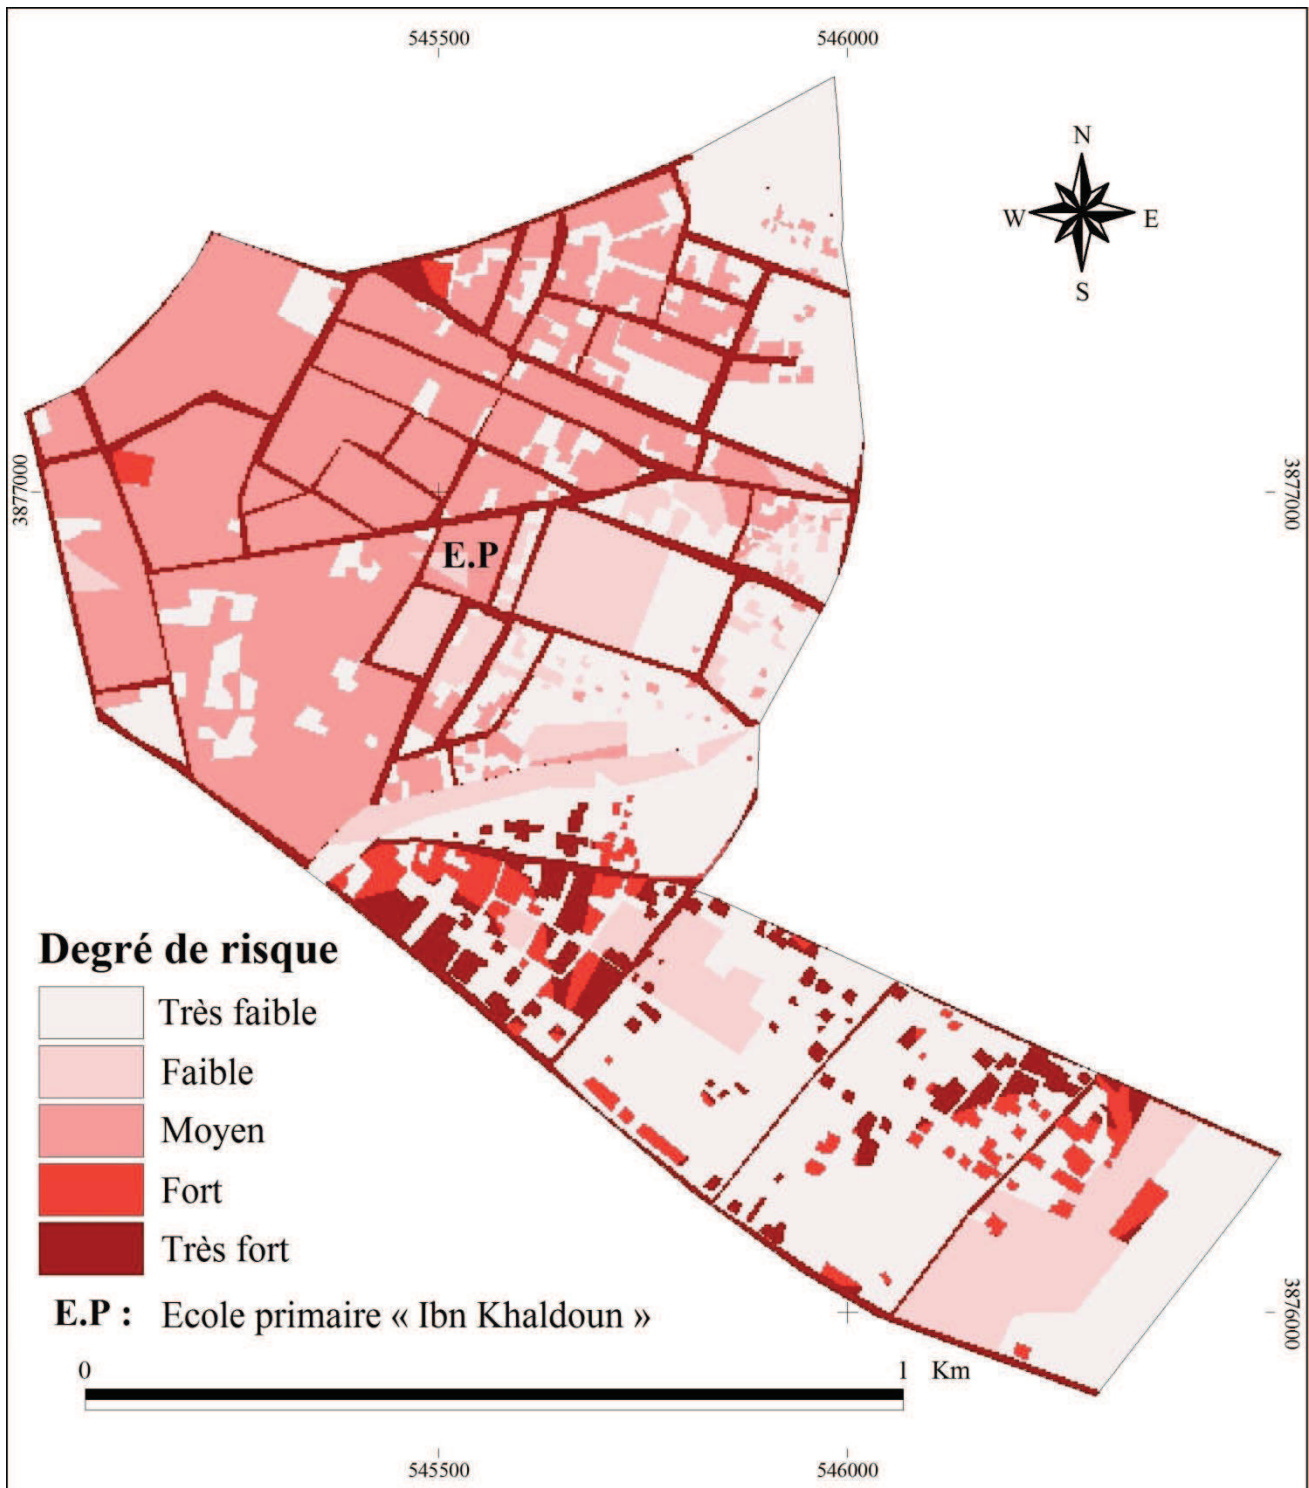 545500 546000
N
W E
S
3877000 3877000
E.P
Degré de risque
Très faible
Faible
Moyen
Fort
Très fort
E.P : Ecole primaire « Ibn Khaldoun »
3876000
0 1 Km
545500 546000